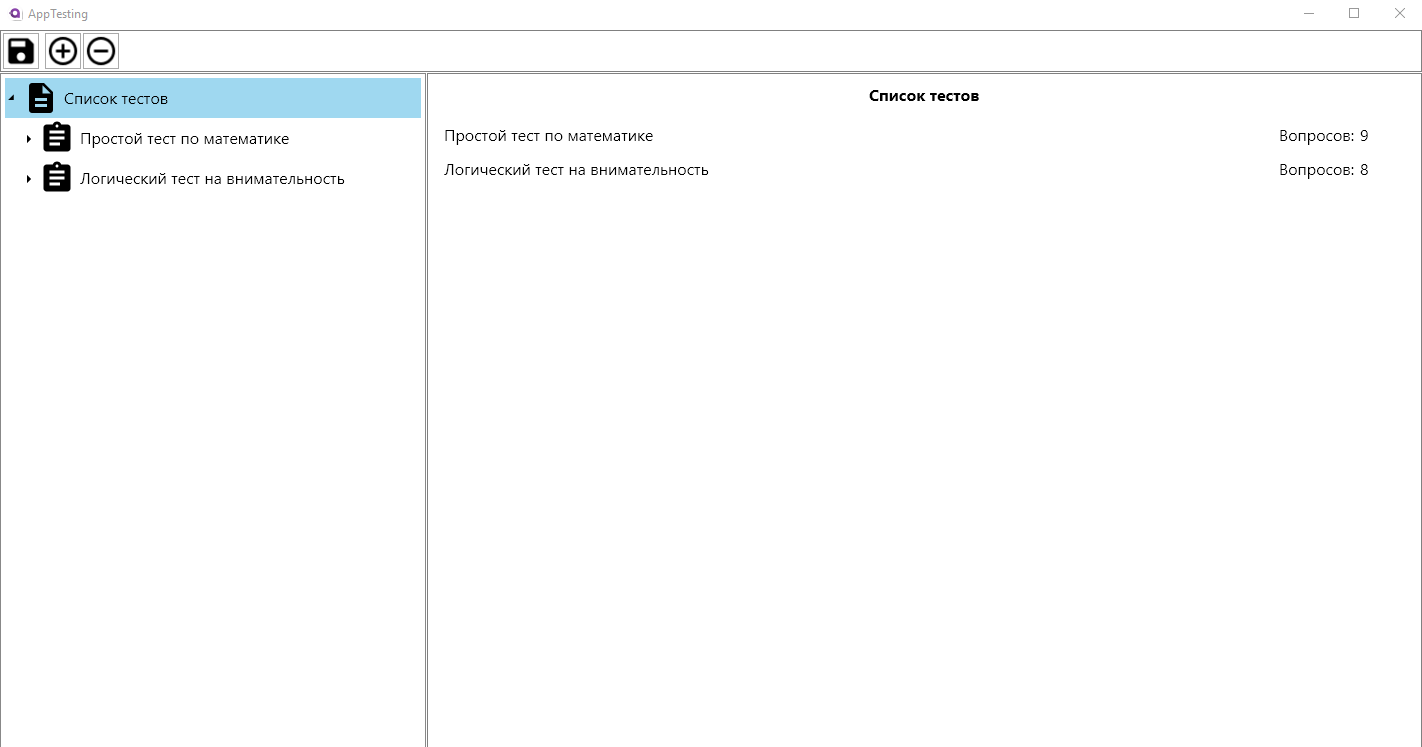 AppTesting
Список тестов
Простой тест по математике
Логический тест на внимательность
Список тестов
Простой тест по математике Вопросов: 9
Логический тест на внимательность Вопросов: 8